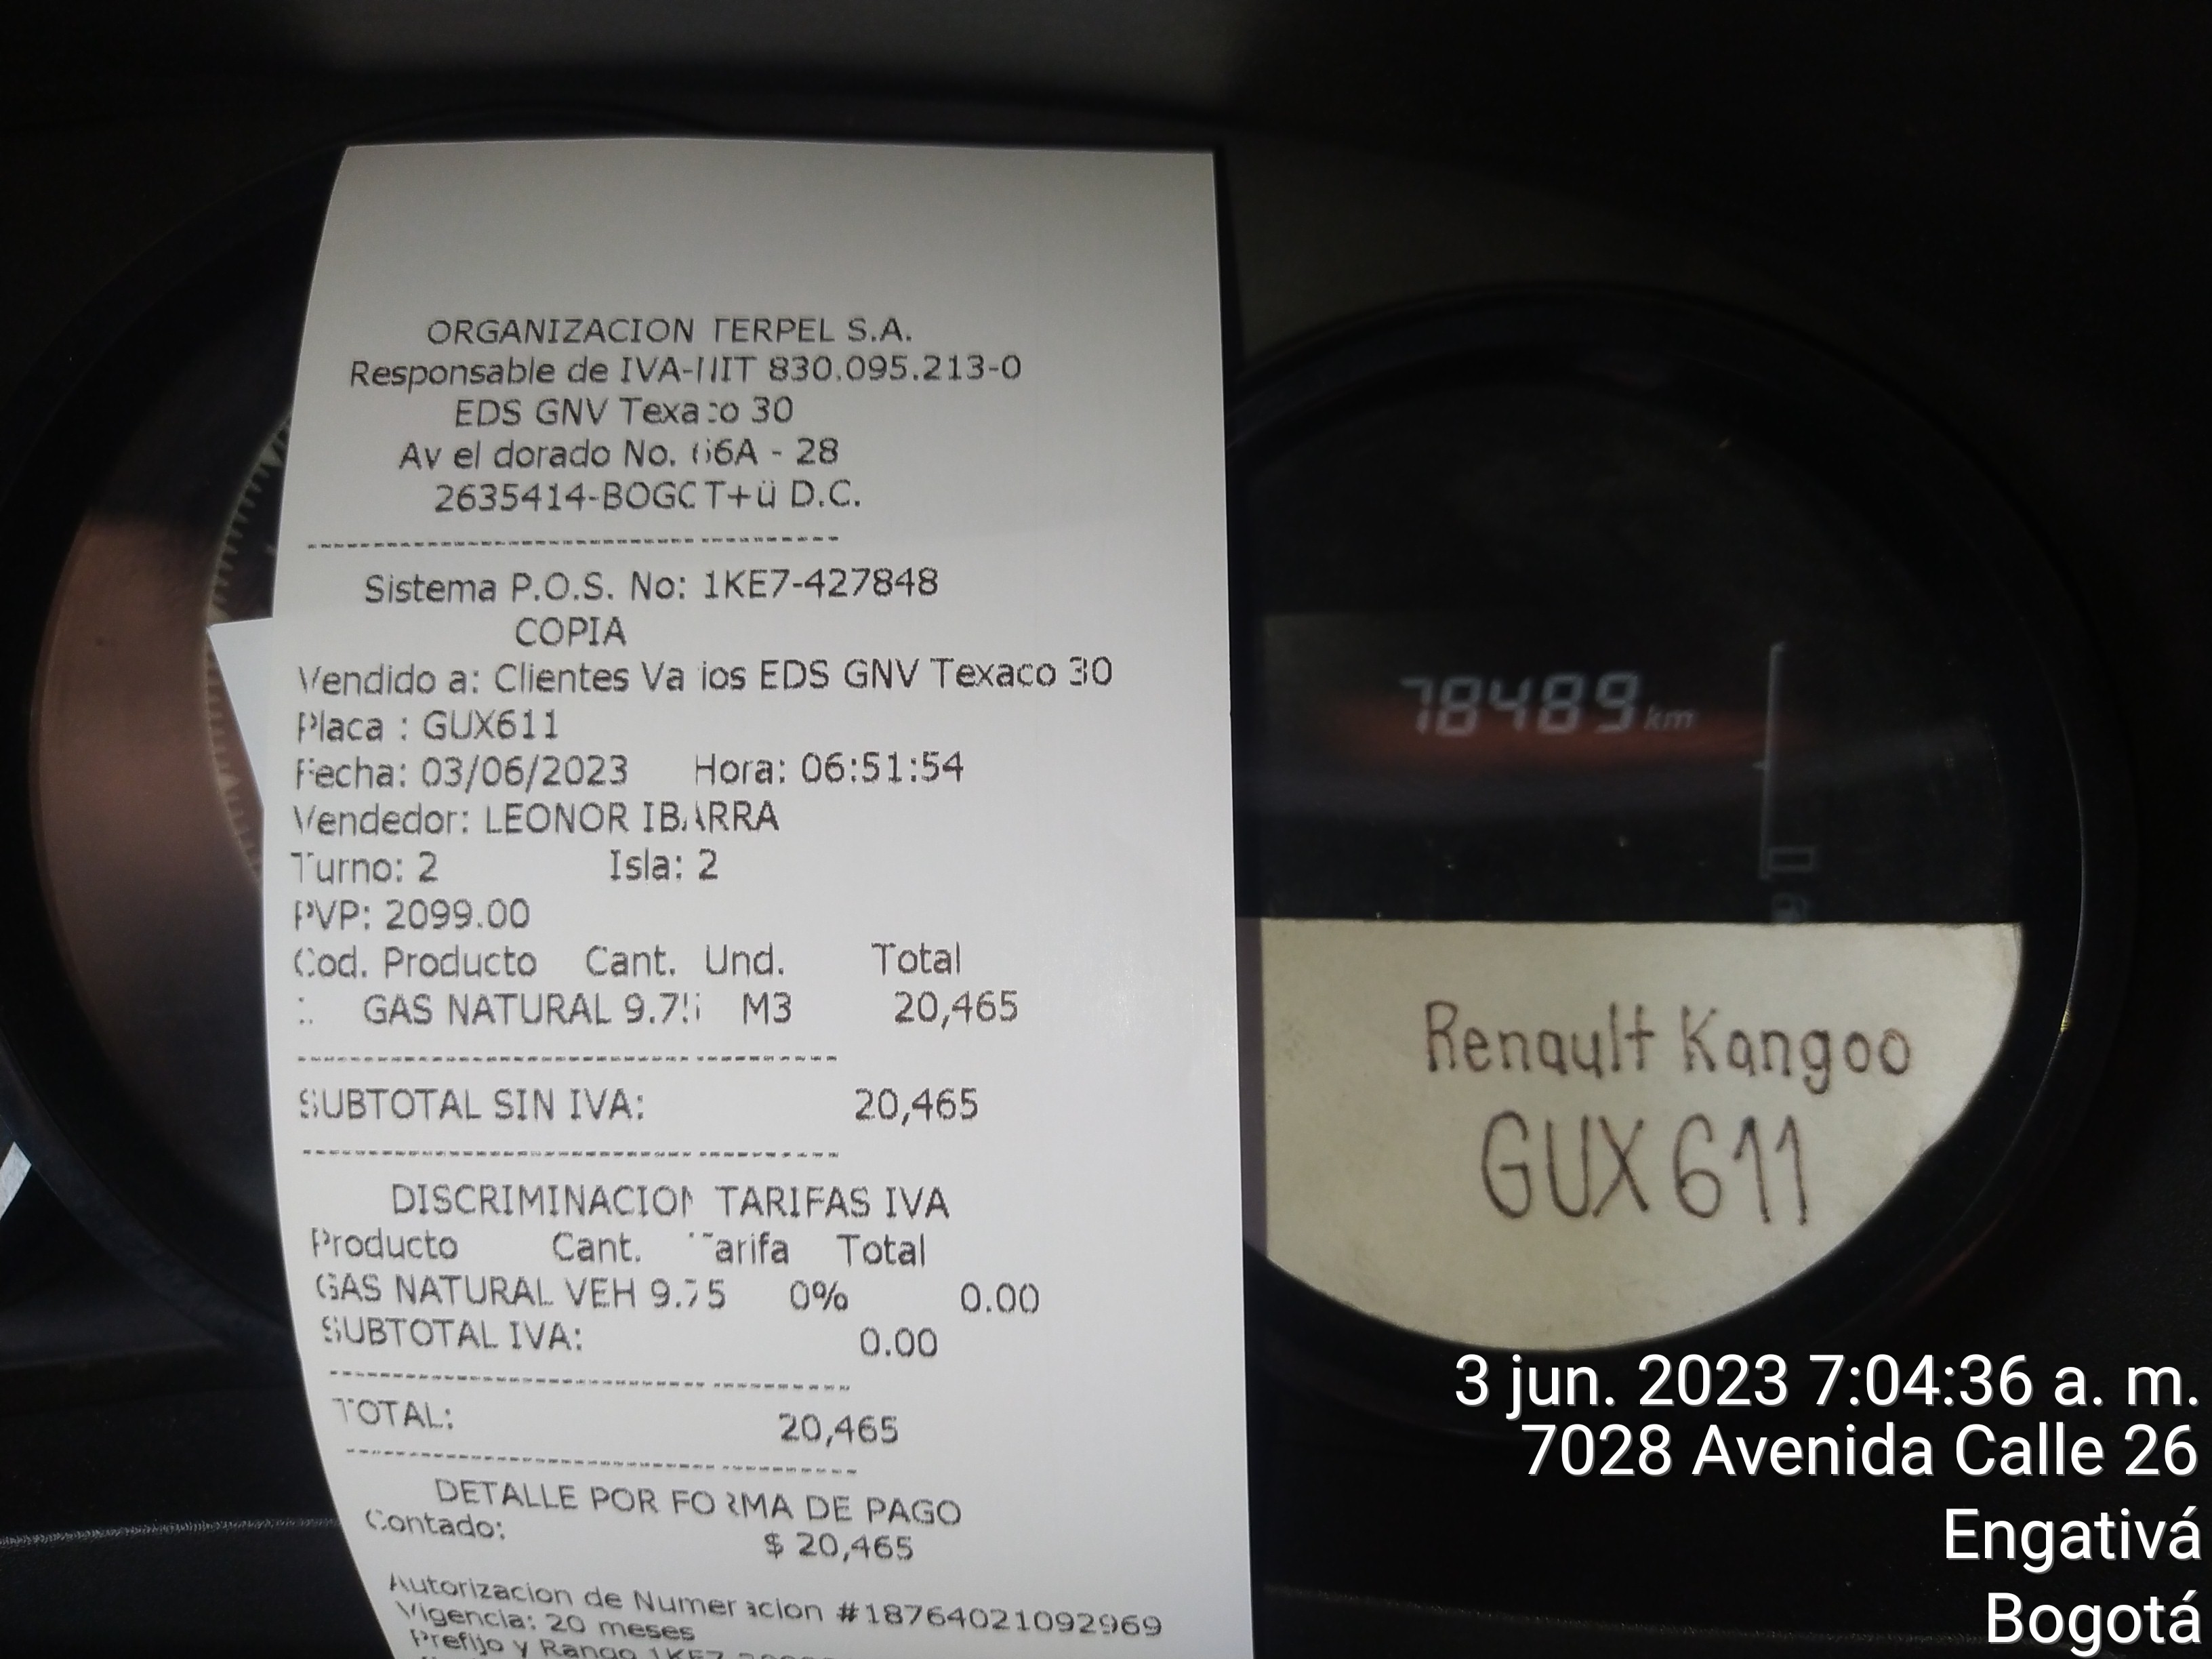 ORGANIZACION TERPEL S.A.
Responsable de IVA-NIT 830.095.213-0
EDS GNV Texaco 30
Av el dorado No. 66A - 28
2635414-BOGOT+ü D.C.
----------------------------------------
Sistema P.O.S. No: 1KE7-427848
COPIA
Vendido a: Clientes Varios EDS GNV Texaco 30
Placa : GUX611
Fecha: 03/06/2023 Hora: 06:51:54
Vendedor: LEONOR IBARRA
Turno: 2 Isla: 2
PVP: 2099.00
Cod. Producto Cant. Und. Total
GAS NATURAL 9.75 M3 20,465
----------------------------------------
SUBTOTAL SIN IVA: 20,465
----------------------------------------
DISCRIMINACION TARIFAS IVA
Producto Cant. Tarifa Total
GAS NATURAL VEH 9.75 0% 0.00
SUBTOTAL IVA: 0.00
----------------------------------------
TOTAL: 20,465
----------------------------------------
DETALLE POR FORMA DE PAGO
Contado: $ 20,465
Autorizacion de Numeracion #18764021092969
Vigencia: 20 meses
Prefijo y Rango 1KE7
78489 km
Renault Kangoo
GUX 611
3 jun. 2023 7:04:36 a. m.
7028 Avenida Calle 26
Engativá
Bogotá